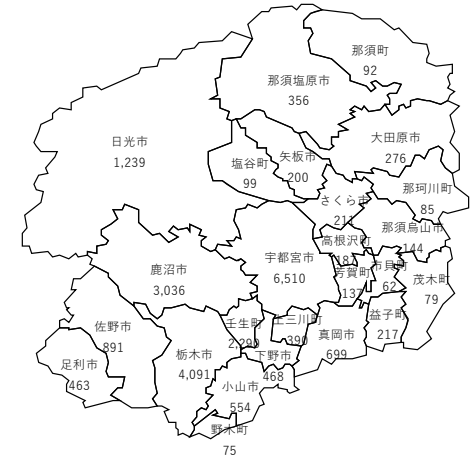 那須町
92
那須塩原市
356
日光市
1,239
大田原市
276
塩谷町
99
矢板市
200
那珂川町
85
さくら市
211
那須烏山市
144
高根沢町
187
宇都宮市
6,510
鹿沼市
3,036
芳賀町
137
市貝町
62
茂木町
79
益子町
217
真岡市
699
上三川町
390
壬生町
2,299
下野市
468
佐野市
891
栃木市
4,091
足利市
463
小山市
554
野木町
75